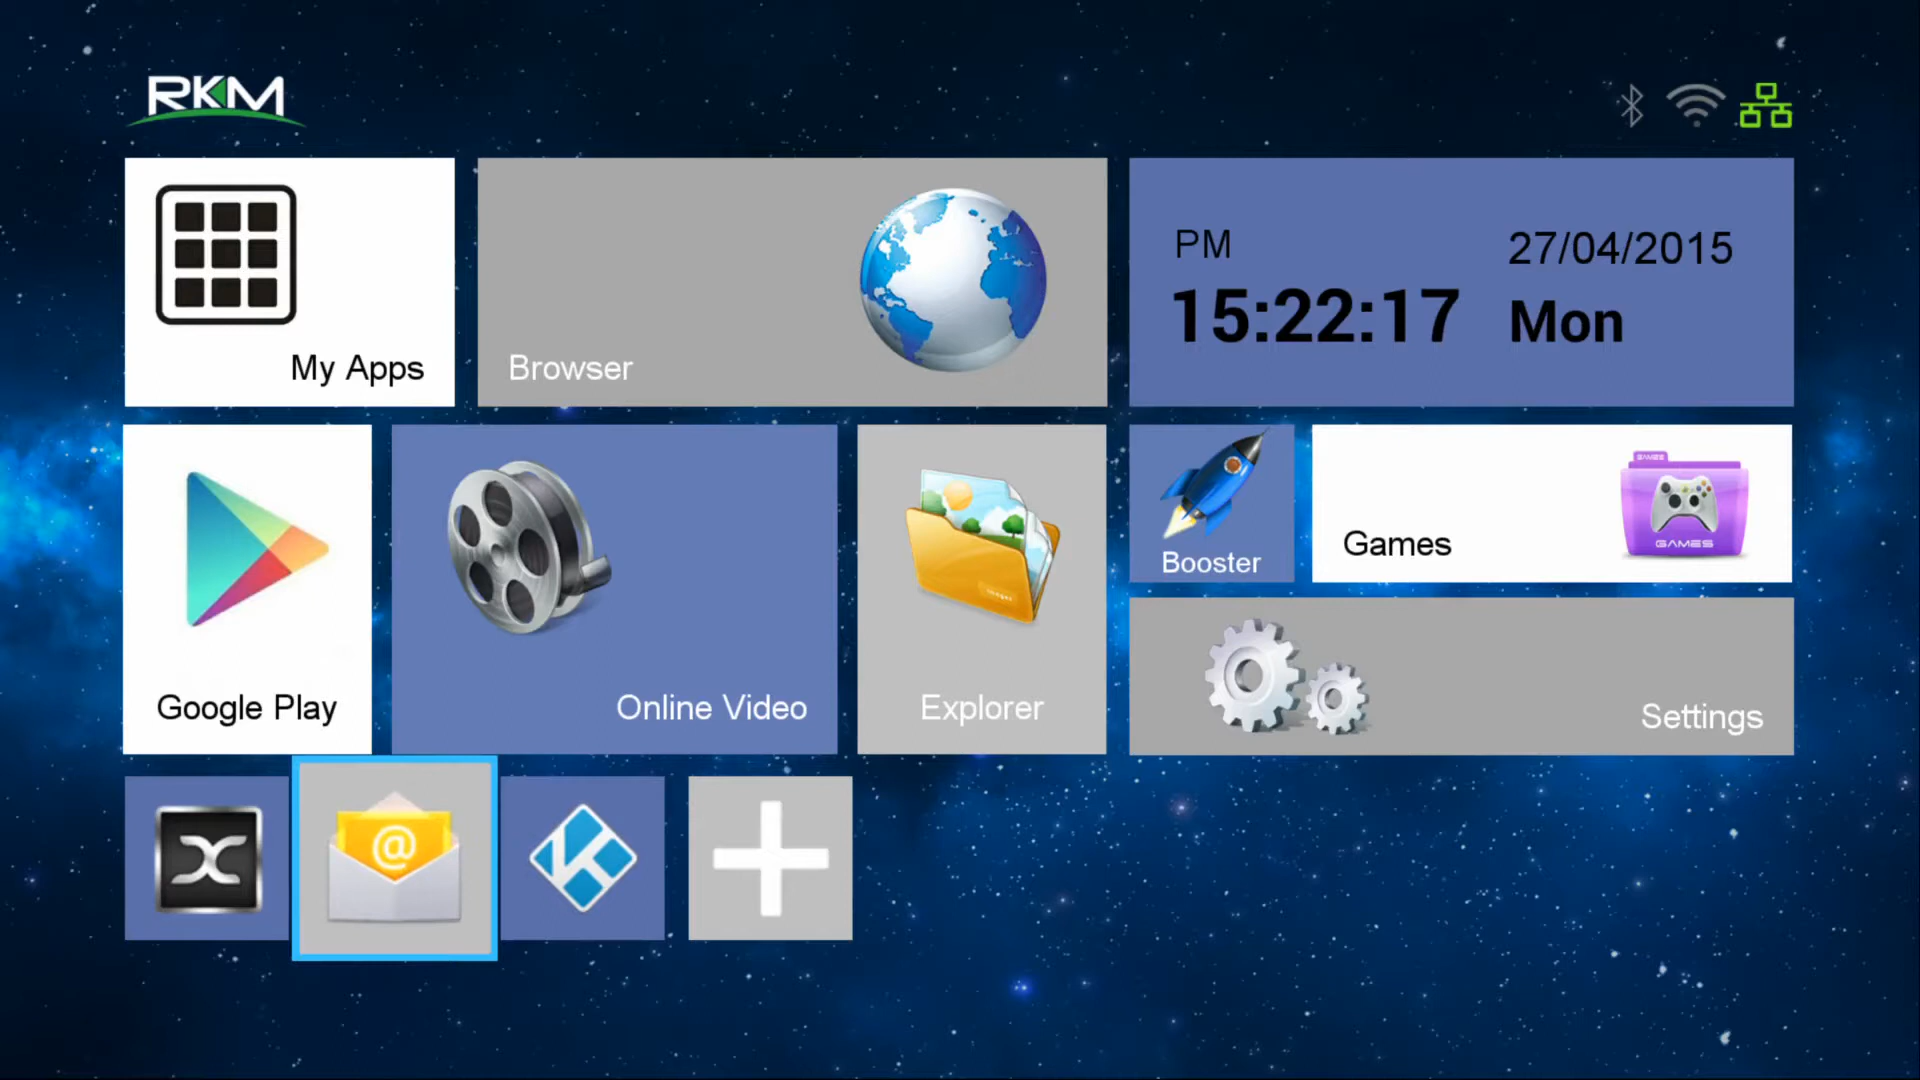 RKM
My Apps
Browser
PM
27/04/2015
15:22:17
Mon
Google Play
Online Video
Explorer
Booster
GAMES
Games
GAMES
Settings
@